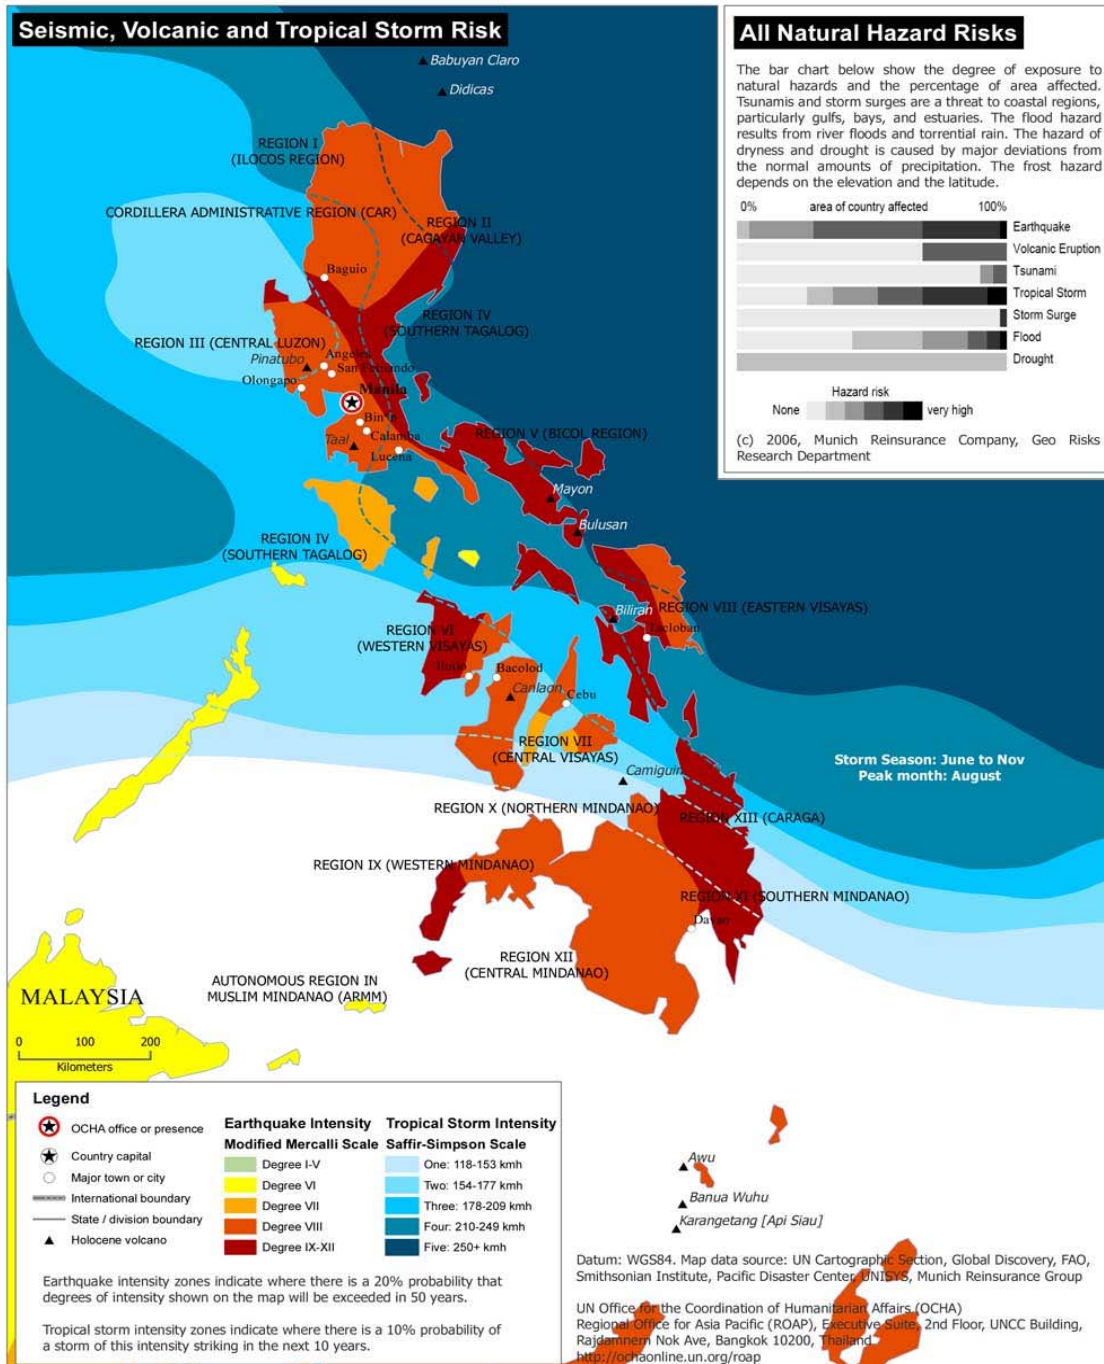 Seismic, Volcanic and Tropical Storm Risk
Babuyan Claro
Didicas
REGION I
(ILOCOS REGION)
CORDILLERA ADMINISTRATIVE REGION (CAR)
REGION II
(CAGAYAN VALLEY)
Baguio
REGION IV
(SOUTHERN TAGALOG)
REGION III (CENTRAL LUZON)
Angeles
Pinatubo
San Fernando
Olongapo
Manila
Calamba
Taal
Lucena
REGION V (BICOL REGION)
Mayon
Bulusan
REGION IV
(SOUTHERN TAGALOG)
Biliran
REGION VIII (EASTERN VISAYAS)
Tacloban
REGION VI
(WESTERN VISAYAS)
Iloilo
Bacolod
Canlaon
Cebu
REGION VII
(CENTRAL VISAYAS)
Camiguin
REGION X (NORTHERN MINDANAO)
REGION XIII (CARAGA)
REGION IX (WESTERN MINDANAO)
REGION XI (SOUTHERN MINDANAO)
Davao
REGION XII
(CENTRAL MINDANAO)
AUTONOMOUS REGION IN
MUSLIM MINDANAO (ARMM)
MALAYSIA
0 100 200
Kilometers
Storm Season: June to Nov
Peak month: August
Awu
Banua Wuhu
Karangetang [Api Siau]
All Natural Hazard Risks
The bar chart below show the degree of exposure to
natural hazards and the percentage of area affected.
Tsunamis and storm surges are a threat to coastal regions,
particularly gulfs, bays, and estuaries. The flood hazard
results from river floods and torrential rain. The hazard of
dryness and drought is caused by major deviations from
the normal amounts of precipitation. The frost hazard
depends on the elevation and the latitude.
0% area of country affected 100%
Earthquake
Volcanic Eruption
Tsunami
Tropical Storm
Storm Surge
Flood
Drought
Hazard risk
None very high
(c) 2006, Munich Reinsurance Company, Geo Risks
Research Department
Legend
OCHA office or presence
Country capital
Major town or city
International boundary
State / division boundary
Holocene volcano
Earthquake Intensity
Modified Mercalli Scale
Degree I-V
Degree VI
Degree VII
Degree VIII
Degree IX-XII
Tropical Storm Intensity
Saffir-Simpson Scale
One: 118-153 kmh
Two: 154-177 kmh
Three: 178-209 kmh
Four: 210-249 kmh
Five: 250+ kmh
Earthquake intensity zones indicate where there is a 20% probability that
degrees of intensity shown on the map will be exceeded in 50 years.
Tropical storm intensity zones indicate where there is a 10% probability of
a storm of this intensity striking in the next 10 years.
Datum: WGS84. Map data source: UN Cartographic Section, Global Discovery, FAO,
Smithsonian Institute, Pacific Disaster Center, UNISYS, Munich Reinsurance Group
UN Office for the Coordination of Humanitarian Affairs (OCHA)
Regional Office for Asia Pacific (ROAP), Executive Suite, 2nd Floor, UNCC Building,
Rajdamnern Nok Ave, Bangkok 10200, Thailand
http://ochaonline.un.org/roap